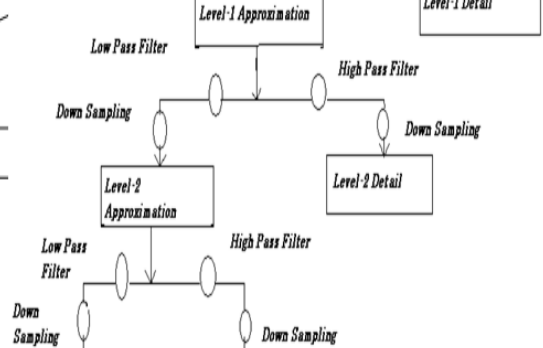 Level-1 Approximation
Level-1 Detail
Low Pass Filter
High Pass Filter
Down Sampling
Down Sampling
Level-2
Approximation
Level-2 Detail
Low Pass
Filter
High Pass Filter
Down
Sampling
Down Sampling